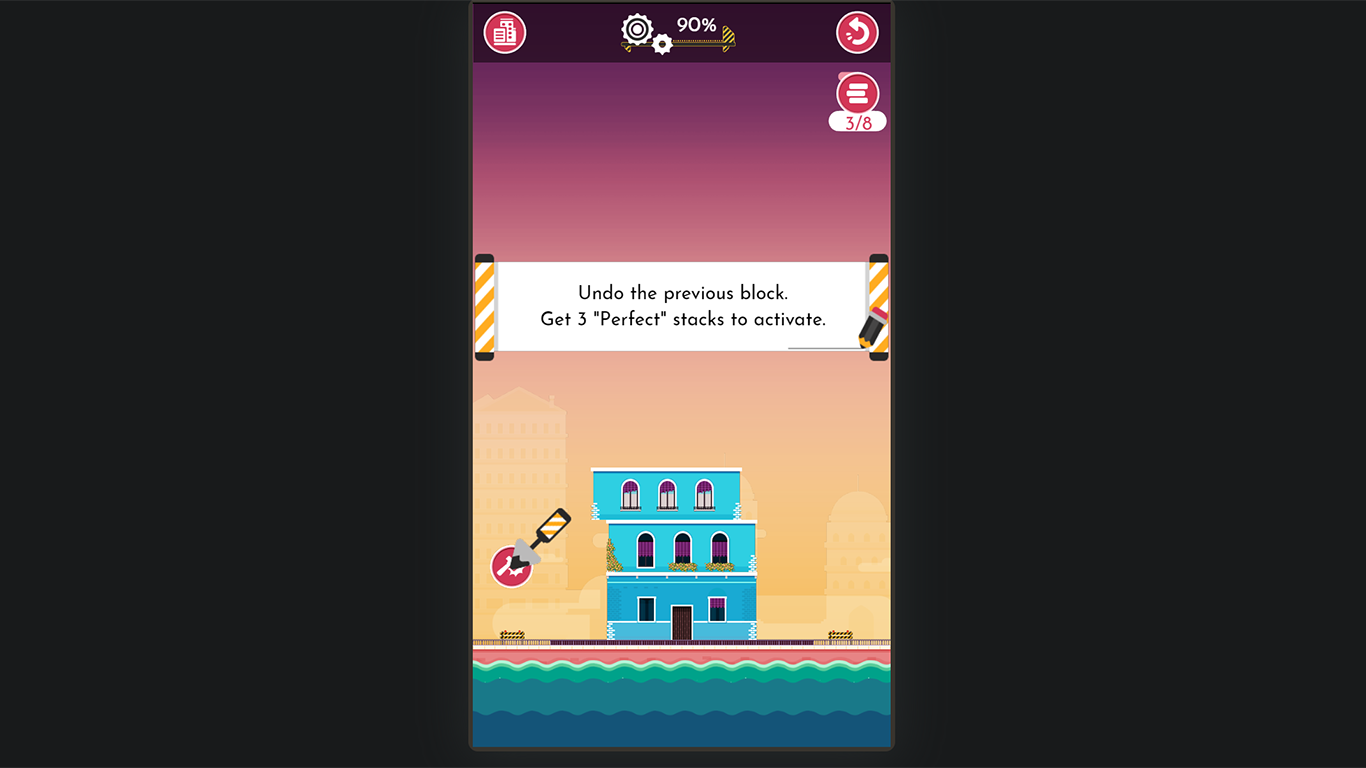 90%
3/8
Undo the previous block.
Get 3 "Perfect" stacks to activate.